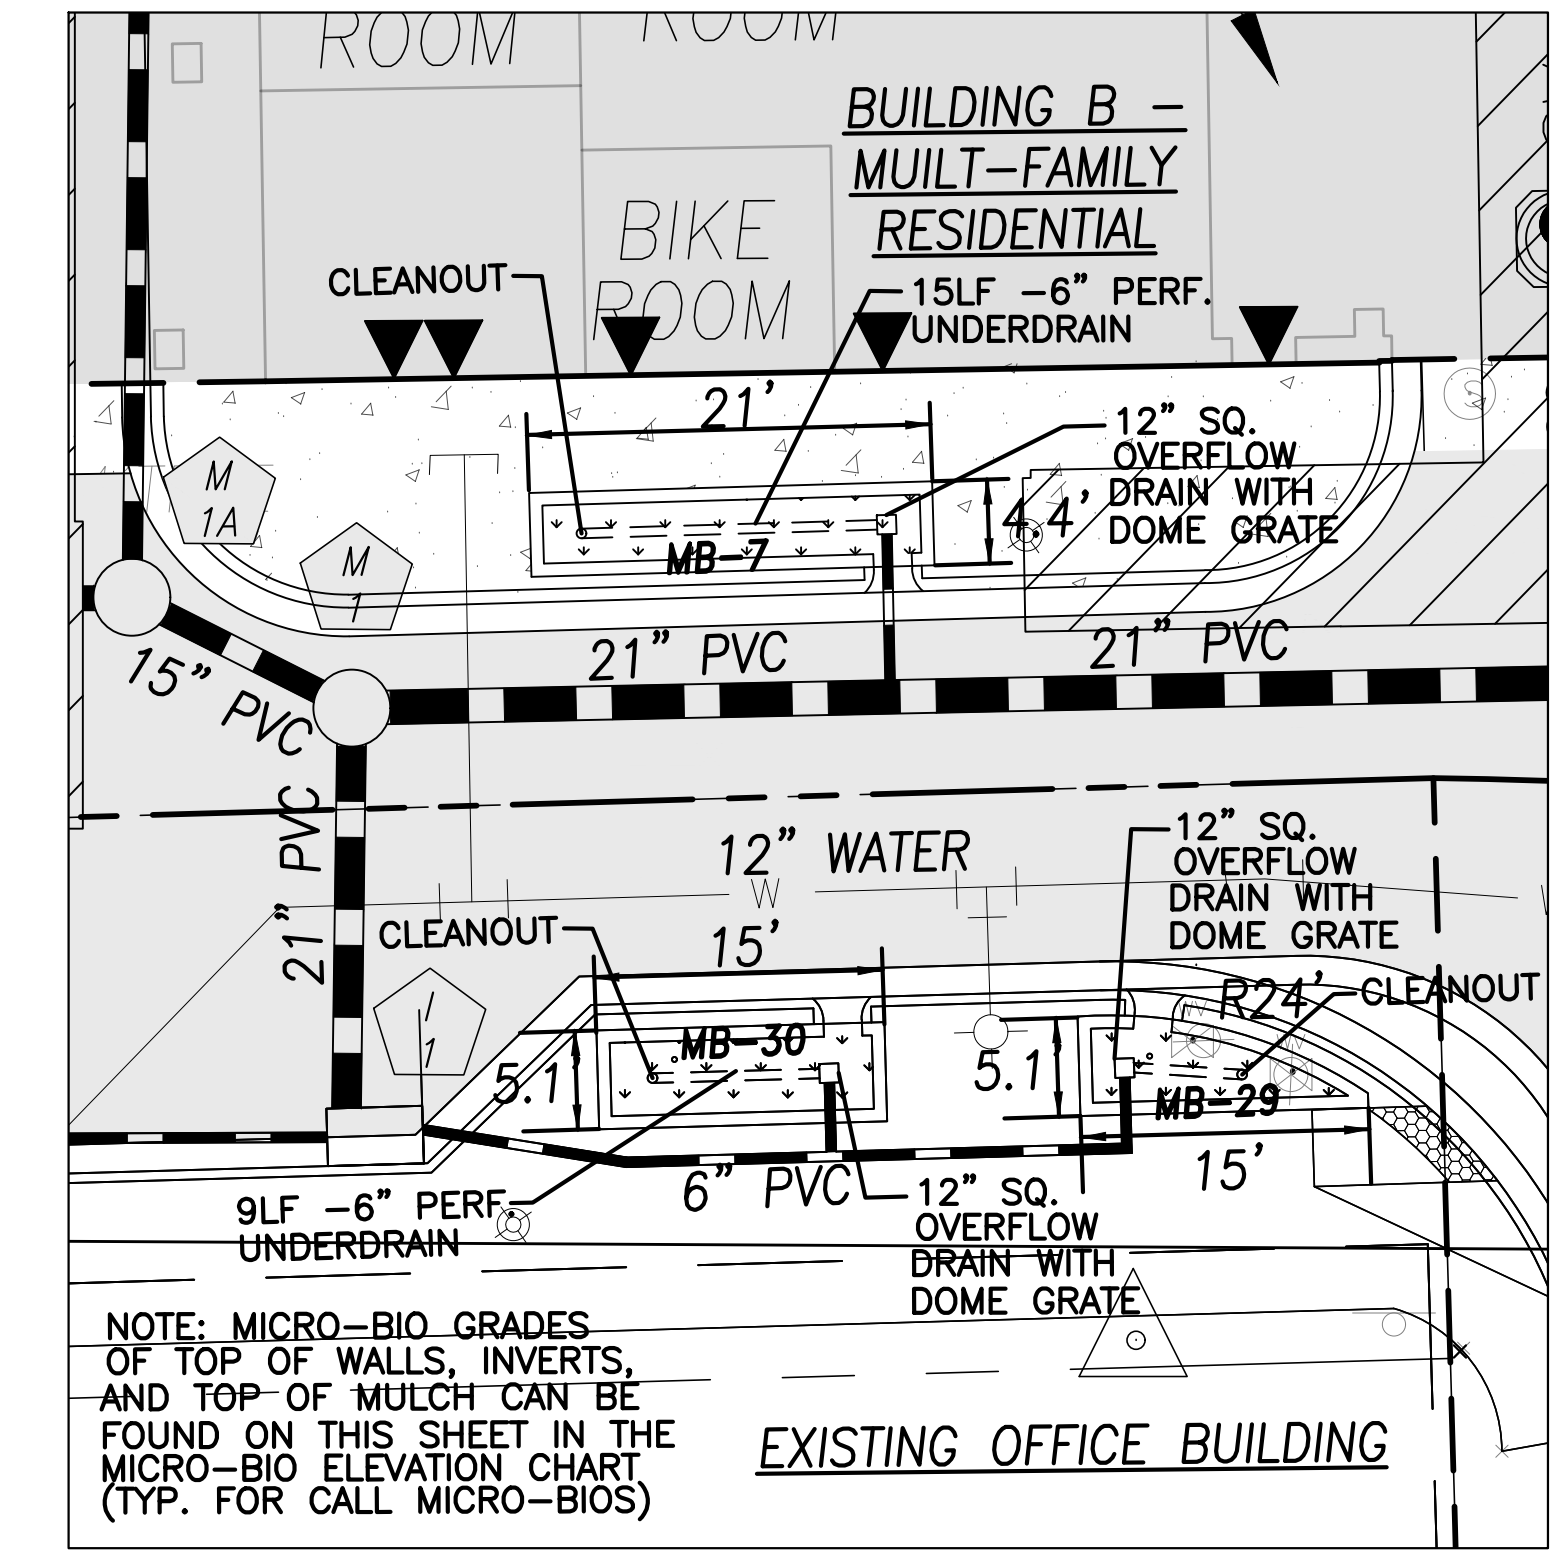 ROOM
ROOM
BUILDING B -
MUILT-FAMILY
RESIDENTIAL
BIKE
ROOM
CLEANOUT
15LF -6" PERF.
UNDERDRAIN
21'
12" SQ.
OVERFLOW
DRAIN WITH
DOME GRATE
4.4'
M
1A
M
1
MB-7
21" PVC
21" PVC
15" PVC
21" PVC
12" WATER
W
12" SQ.
OVERFLOW
DRAIN WITH
DOME GRATE
CLEANOUT
15'
R24'
CLEANOUT
I
1
MB-30
5.1'
5.1'
MB-29
15'
6" PVC
9LF -6" PERF
UNDERDRAIN
12" SQ.
OVERFLOW
DRAIN WITH
DOME GRATE
NOTE: MICRO-BIO GRADES
OF TOP OF WALLS, INVERTS,
AND TOP OF MULCH CAN BE
FOUND ON THIS SHEET IN THE
MICRO-BIO ELEVATION CHART
(TYP. FOR CALL MICRO-BIOS)
EXISTING OFFICE BUILDING